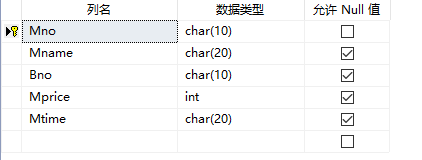 列名 数据类型 允许 Null 值
Mno char(10)
Mname char(20)
Bno char(10)
Mprice int
Mtime char(20)